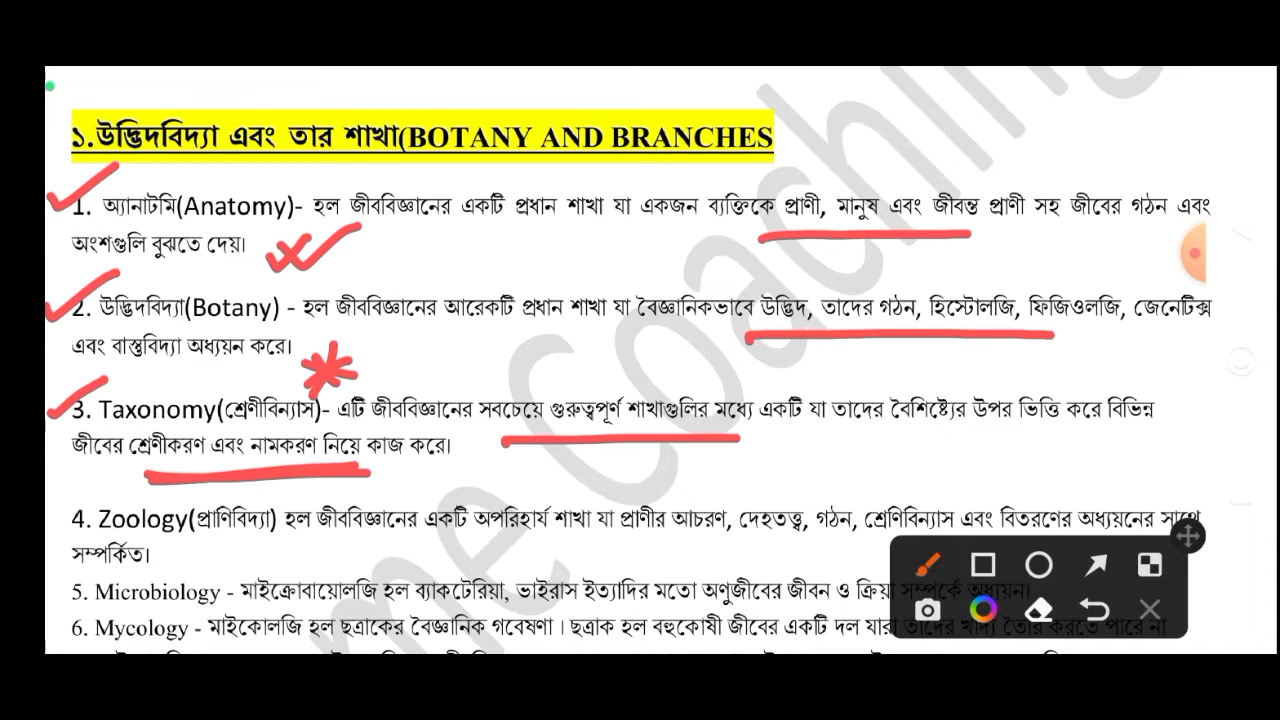 ১.উদ্ভিদবিদ্যা এবং তার শাখা(BOTANY AND BRANCHES
1. অ্যানাটমি(Anatomy)- হল জীববিজ্ঞানের একটি প্রধান শাখা যা একজন ব্যক্তিকে প্রাণী, মানুষ এবং জীবন্ত প্রাণী সহ জীবের গঠন এবং
অংশগুলি বুঝতে দেয়।
2. উদ্ভিদবিদ্যা(Botany) - হল জীববিজ্ঞানের আরেকটি প্রধান শাখা যা বৈজ্ঞানিকভাবে উদ্ভিদ, তাদের গঠন, হিস্টোলজি, ফিজিওলজি, জেনেটিক্স
এবং বাস্তুবিদ্যা অধ্যয়ন করে।
3. Taxonomy(শ্রেণীবিন্যাস)- এটি জীববিজ্ঞানের সবচেয়ে গুরুত্বপূর্ণ শাখাগুলির মধ্যে একটি যা তাদের বৈশিষ্ট্যের উপর ভিত্তি করে বিভিন্ন
জীবের শ্রেণীকরণ এবং নামকরণ নিয়ে কাজ করে।
4. Zoology(প্রাণিবিদ্যা) হল জীববিজ্ঞানের একটি অপরিহার্য শাখা যা প্রাণীর আচরণ, দেহতত্ত্ব, গঠন, শ্রেণিবিন্যাস এবং বিতরণের অধ্যয়নের সাথে
সম্পর্কিত।
5. Microbiology - মাইক্রোবায়োলজি হল ব্যাকটেরিয়া, ভাইরাস ইত্যাদির মতো অণুজীবের জীবন ও ক্রিয়া সম্পর্কে অধ্যয়ন।
6. Mycology - মাইকোলজি হল ছত্রাকের বৈজ্ঞানিক গবেষণা। ছত্রাক হল বহুকোষী জীবের একটি দল যারা তাদের খাদ্য তৈরি করতে পারে না
me Coaching